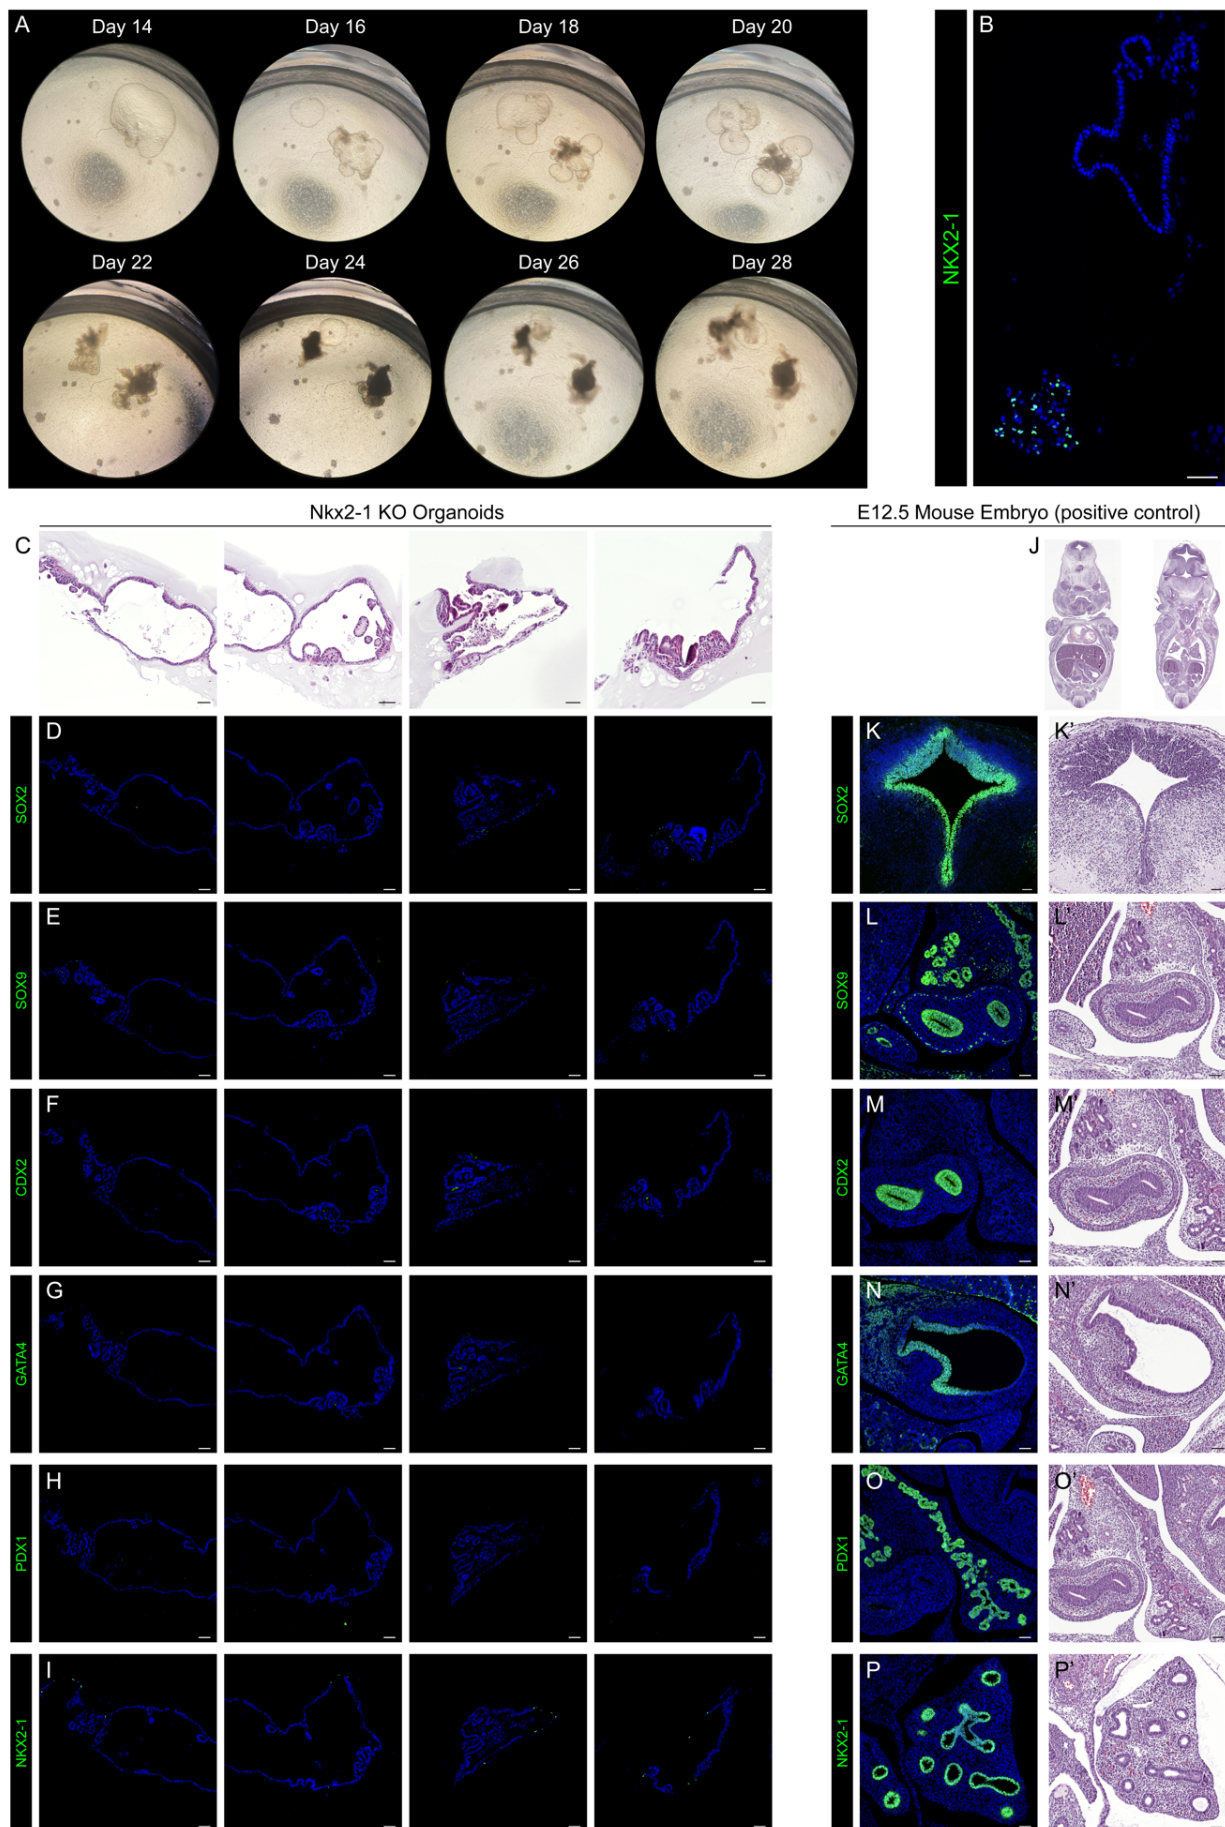 A
Day 14
Day 16
Day 18
Day 20
Day 22
Day 24
Day 26
Day 28
B
NKX2-1
Nkx2-1 KO Organoids
E12.5 Mouse Embryo (positive control)
C
J
SOX2
D
SOX2
K
K'
SOX9
E
SOX9
L
L'
CDX2
F
CDX2
M
M'
GATA4
G
GATA4
N
N'
PDX1
H
PDX1
O
O'
NKX2-1
I
NKX2-1
P
P'